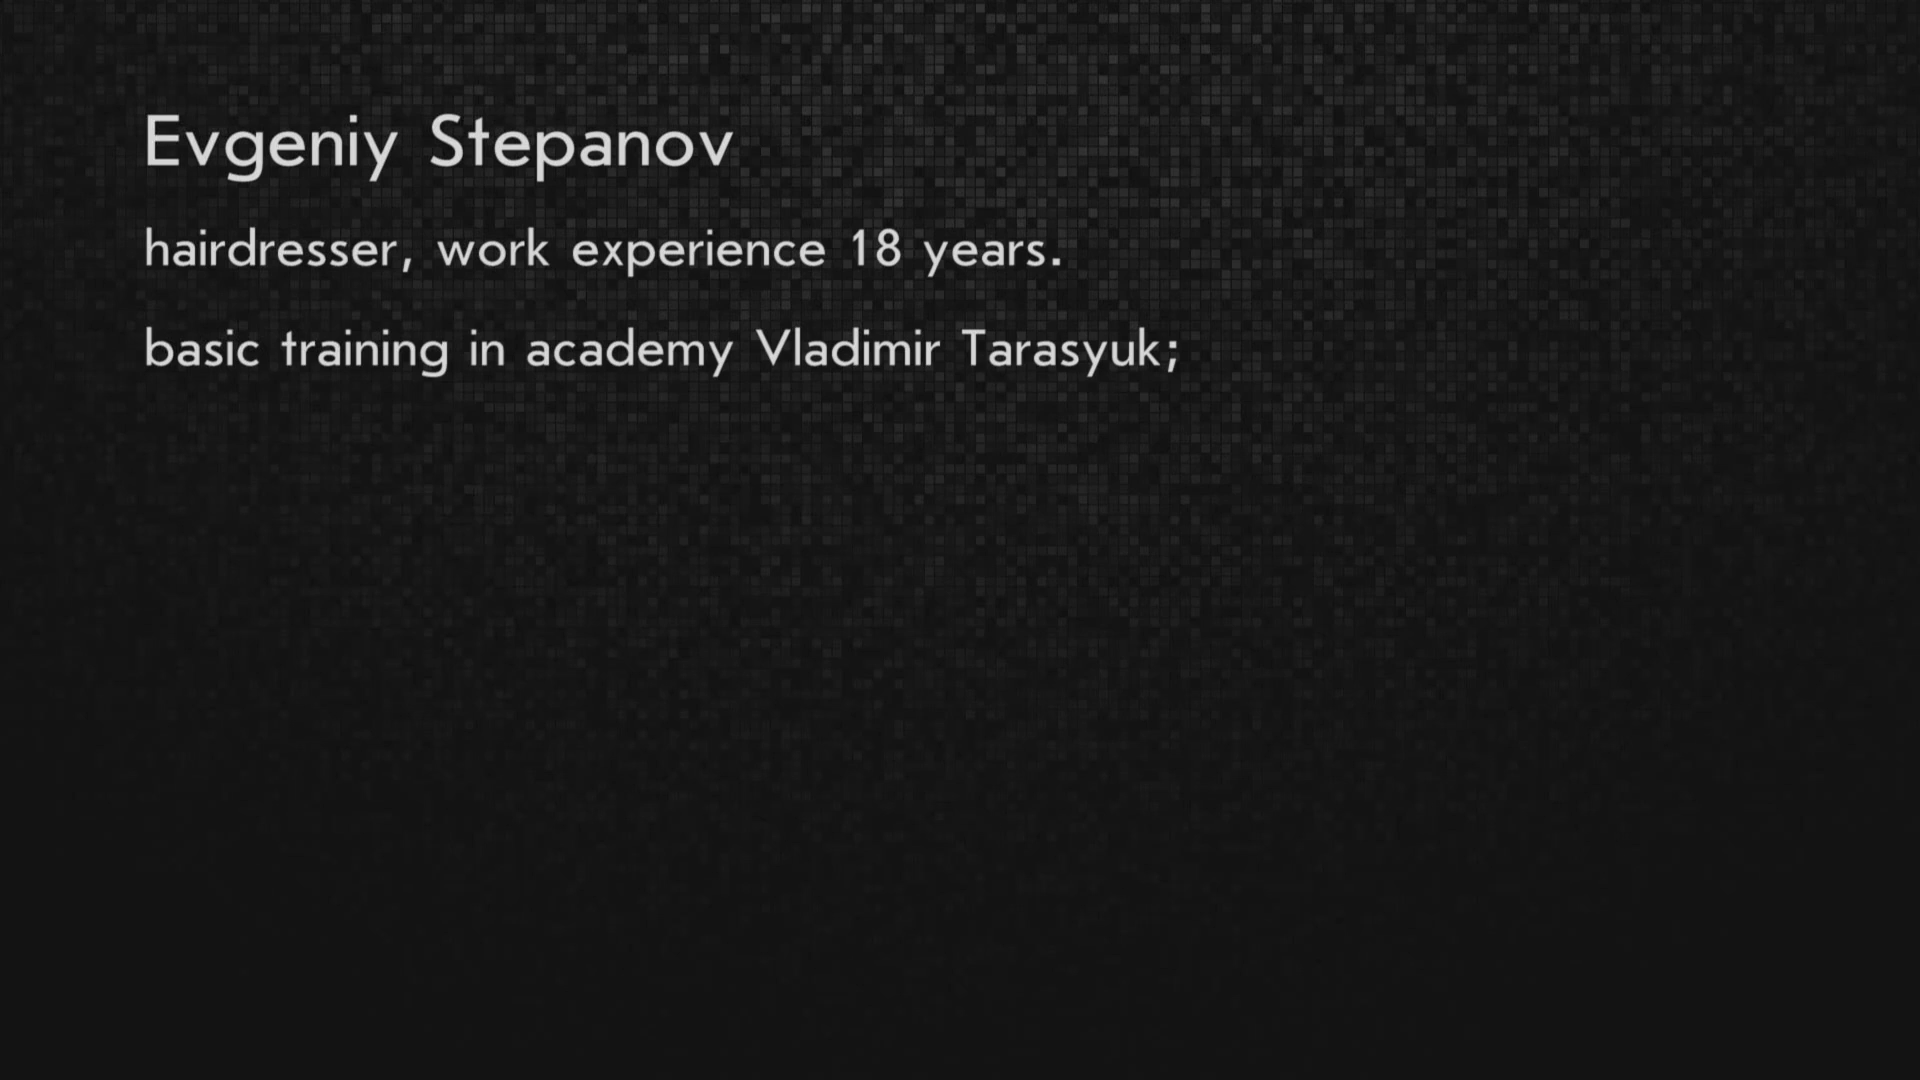 Evgeniy Stepanov
hairdresser, work experience 18 years.
basic training in academy Vladimir Tarasyuk;